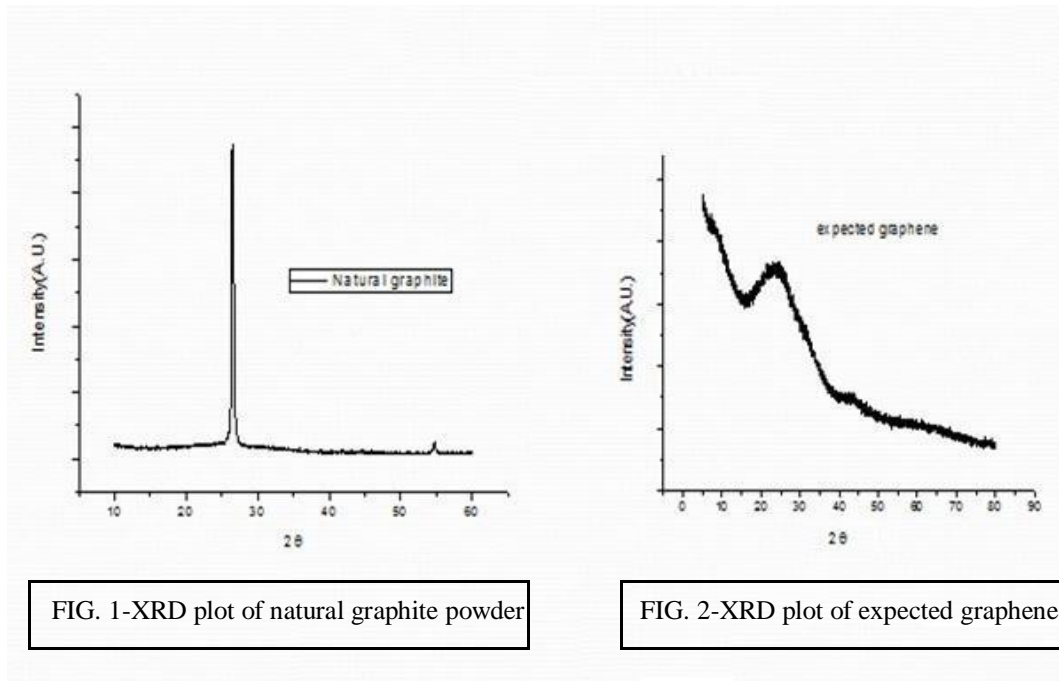 Intensity(A.U.)
Natural graphite
10 20 30 40 50 60
2θ
FIG. 1-XRD plot of natural graphite powder
Intensity(A.U.)
expected graphene
0 10 20 30 40 50 60 70 80 90
2θ
FIG. 2-XRD plot of expected graphene